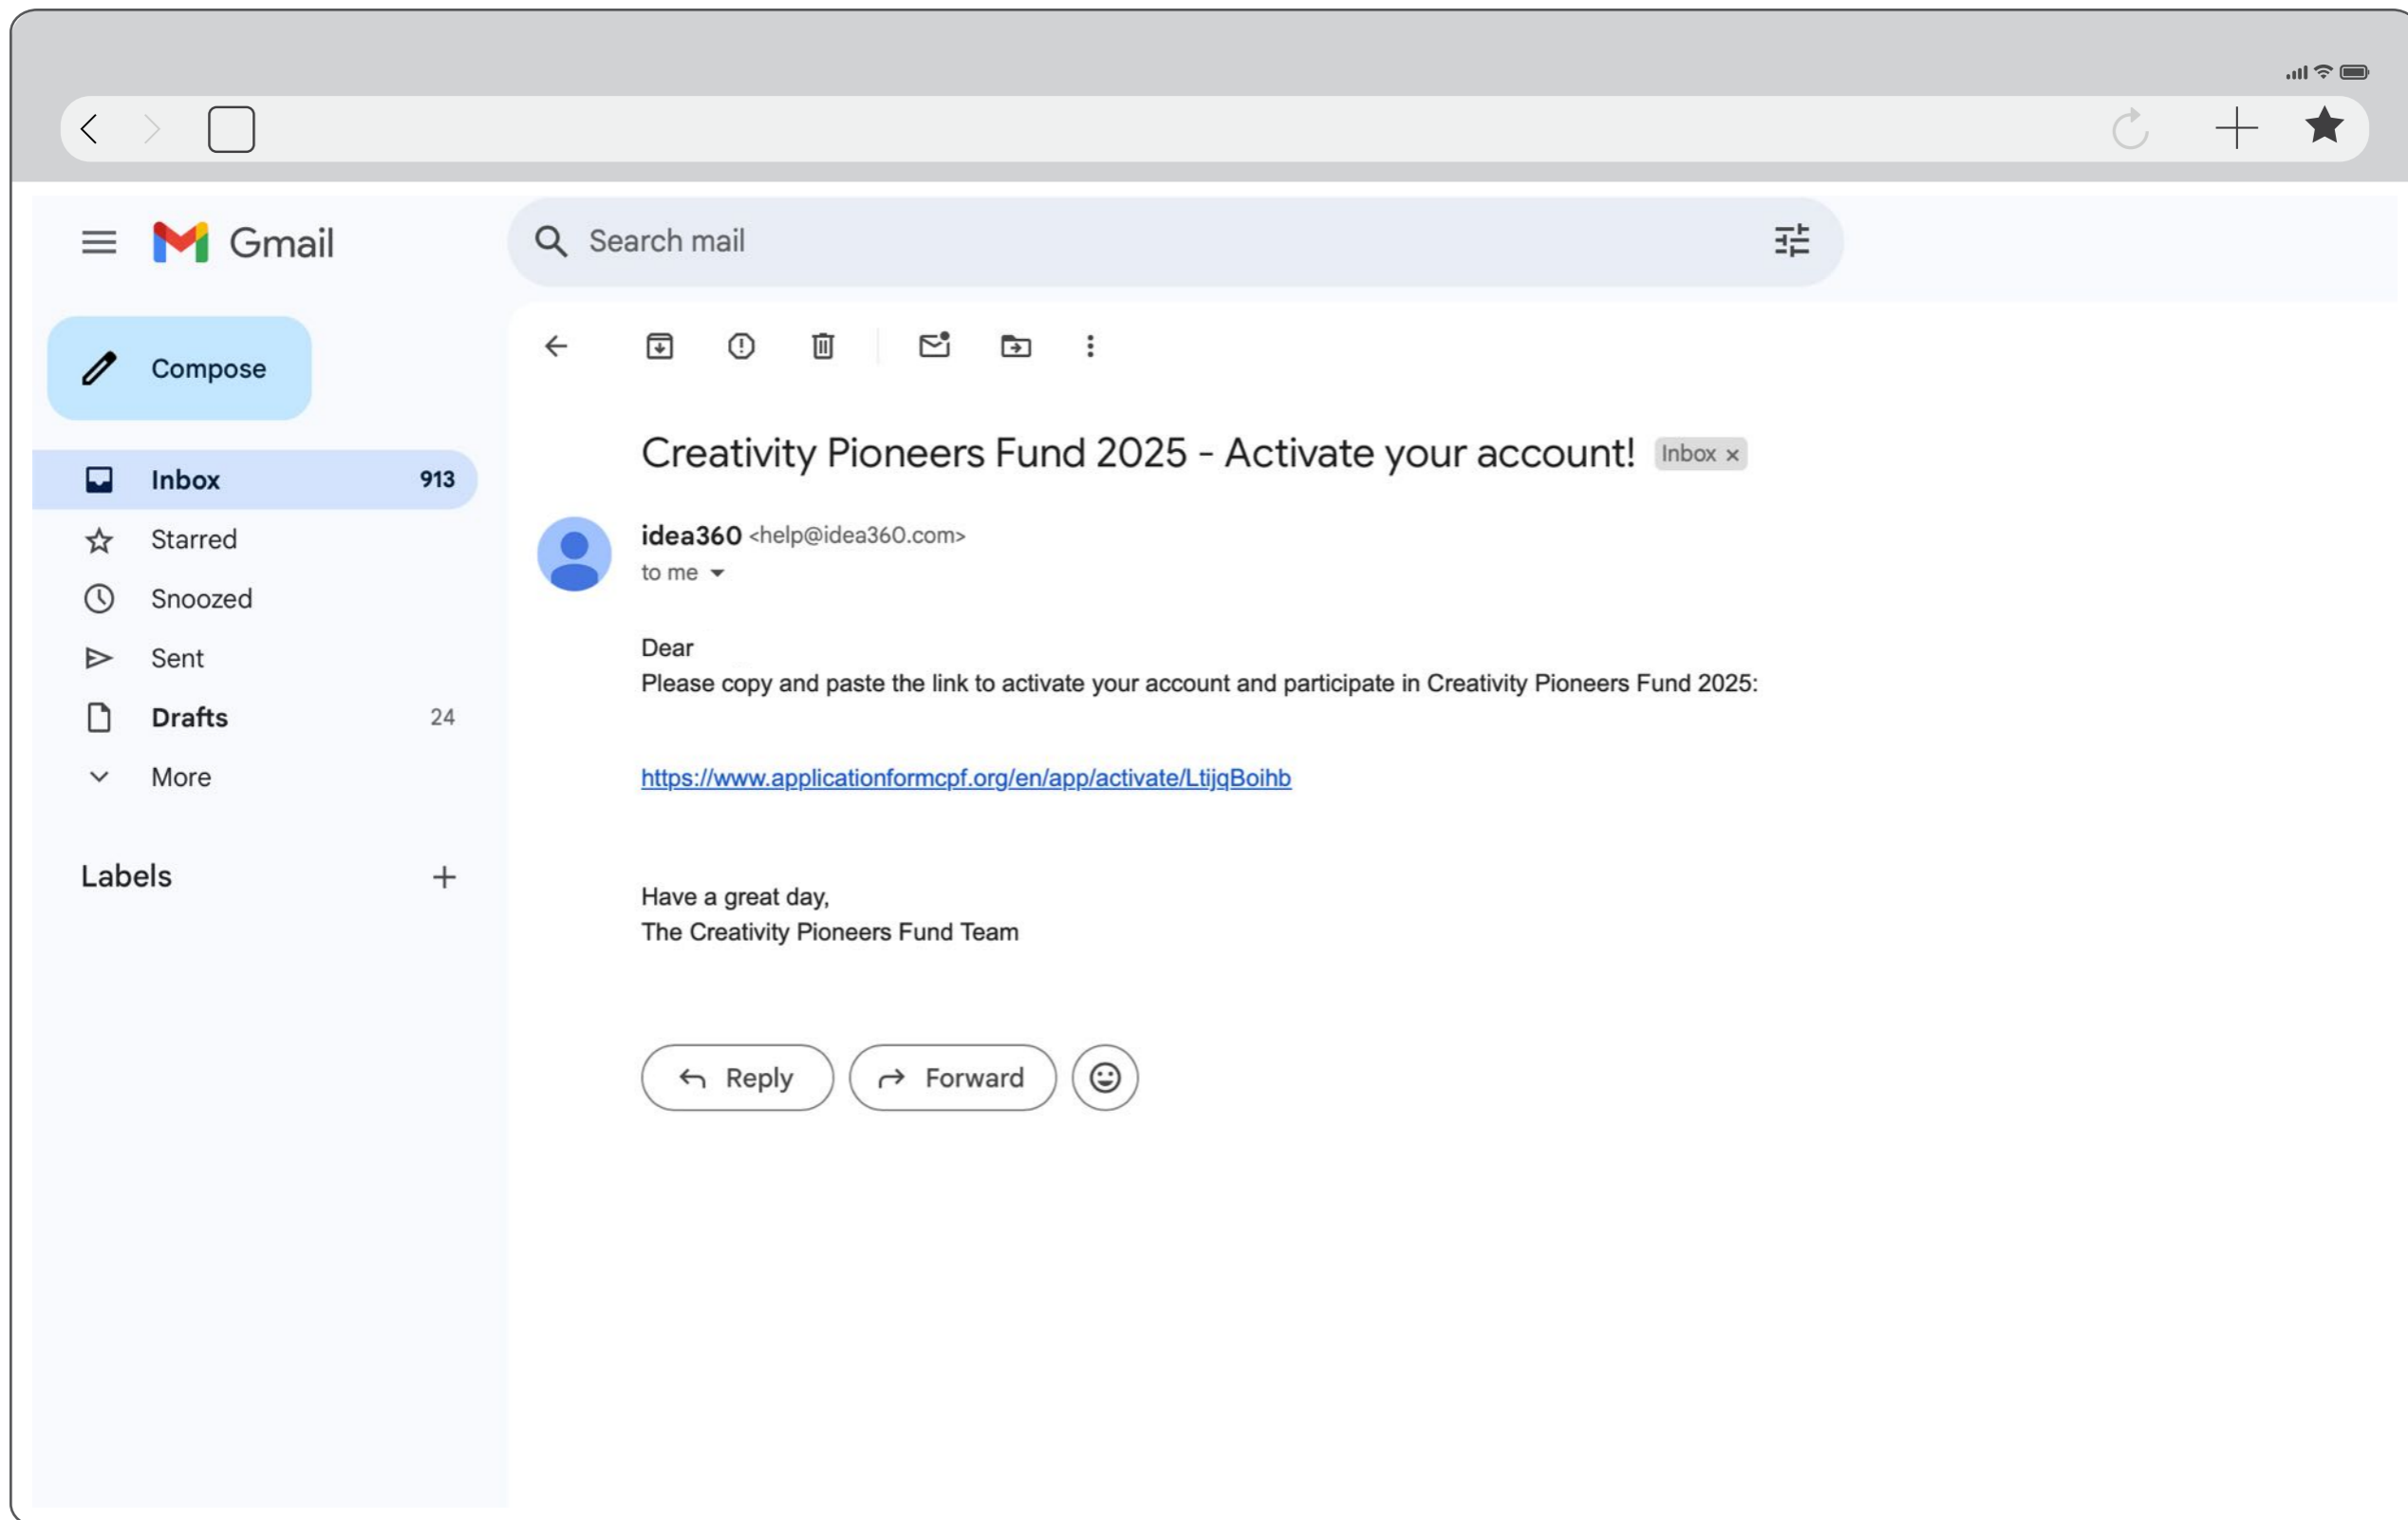 Gmail
Search mail
Compose
Inbox 913
Starred
Snoozed
Sent
Drafts 24
More
Labels
Creativity Pioneers Fund 2025 - Activate your account! Inbox x
idea360 <help@idea360.com>
to me
Dear
Please copy and paste the link to activate your account and participate in Creativity Pioneers Fund 2025:
https://www.applicationformcpf.org/en/app/activate/LtijqBoihb
Have a great day,
The Creativity Pioneers Fund Team
Reply Forward